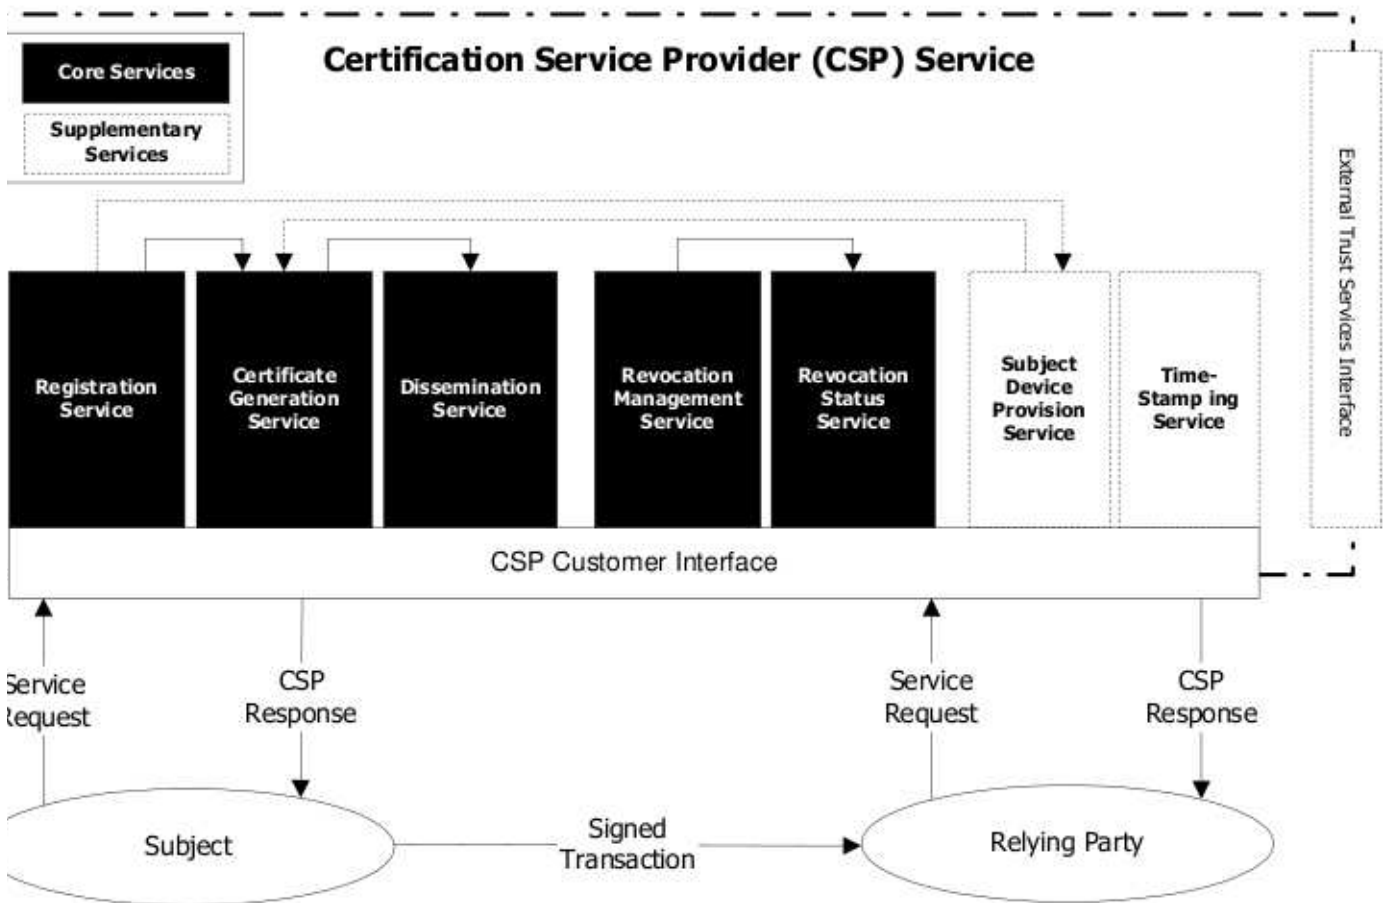 Certification Service Provider (CSP) Service
Core Services
Supplementary
Services
External Trust Services Interface
Registration
Service
Certificate
Generation
Service
Dissemination
Service
Revocation
Management
Service
Revocation
Status
Service
Subject
Device
Provision
Service
Time-
Stamp ing
Service
CSP Customer Interface
Service
Request
CSP
Response
Service
Request
CSP
Response
Subject
Signed
Transaction
Relying Party